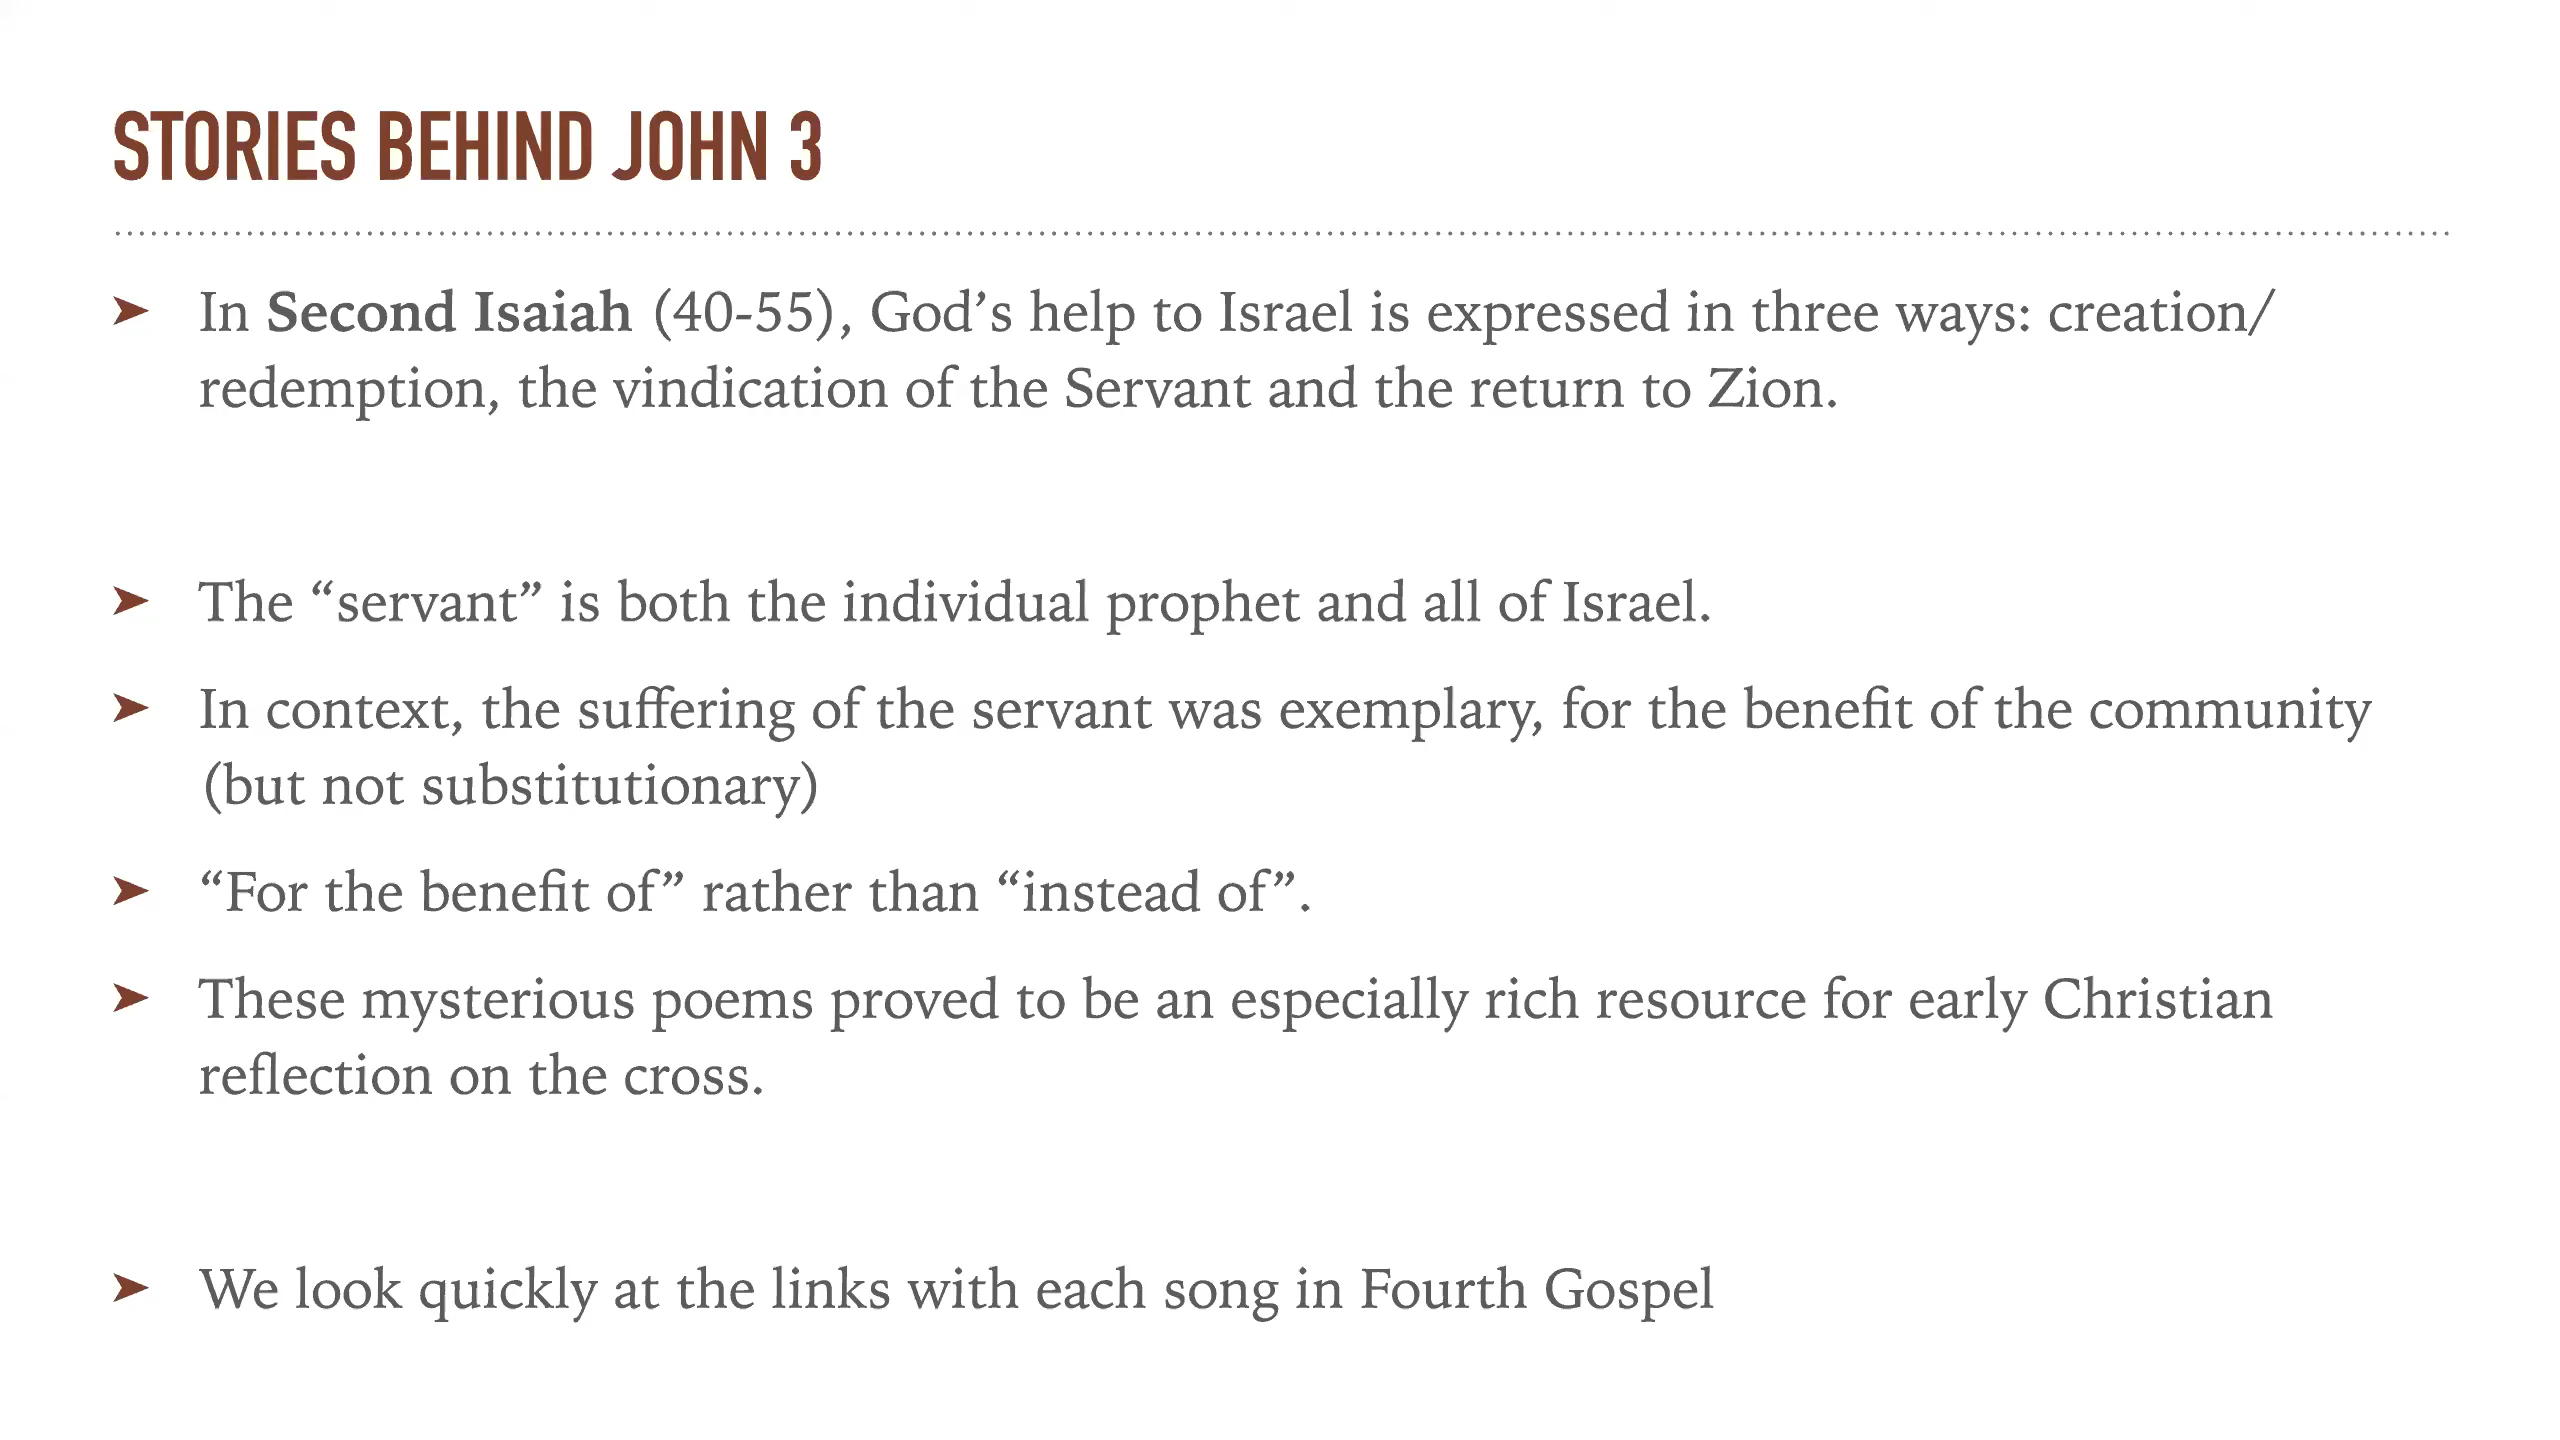 STORIES BEHIND JOHN 3
➤ In Second Isaiah (40-55), God’s help to Israel is expressed in three ways: creation/
redemption, the vindication of the Servant and the return to Zion.
➤ The “servant” is both the individual prophet and all of Israel.
➤ In context, the suffering of the servant was exemplary, for the benefit of the community
(but not substitutionary)
➤ “For the benefit of” rather than “instead of”.
➤ These mysterious poems proved to be an especially rich resource for early Christian
reflection on the cross.
➤ We look quickly at the links with each song in Fourth Gospel